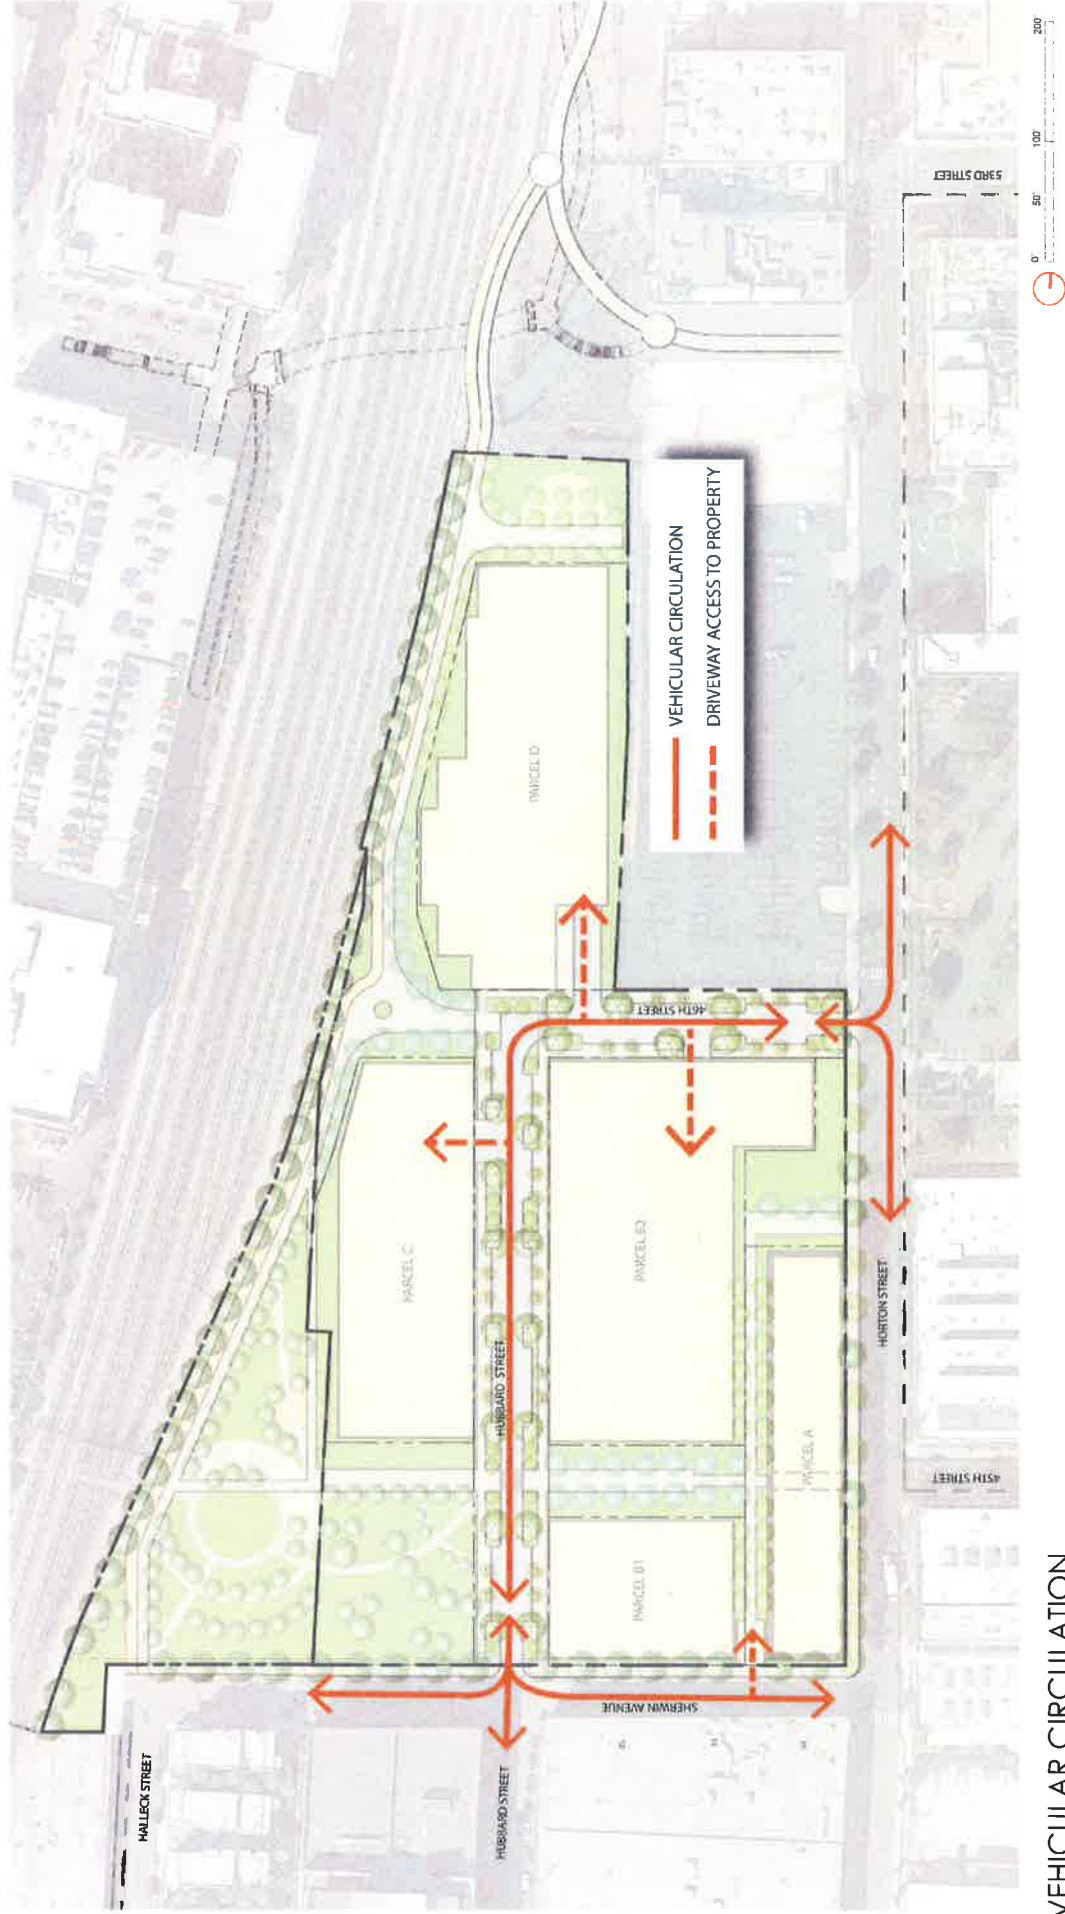 53RD STREET
0'
50'
100'
200'
VEHICULAR CIRCULATION
DRIVEWAY ACCESS TO PROPERTY
PARCEL D
46TH STREET
PARCEL C
PARCEL B2
HUBBARD STREET
HORTON STREET
PARCEL A
45TH STREET
PARCEL B1
SHERWIN AVENUE
HALLECK STREET
HUBBARD STREET
VEHICULAR CIRCULATION